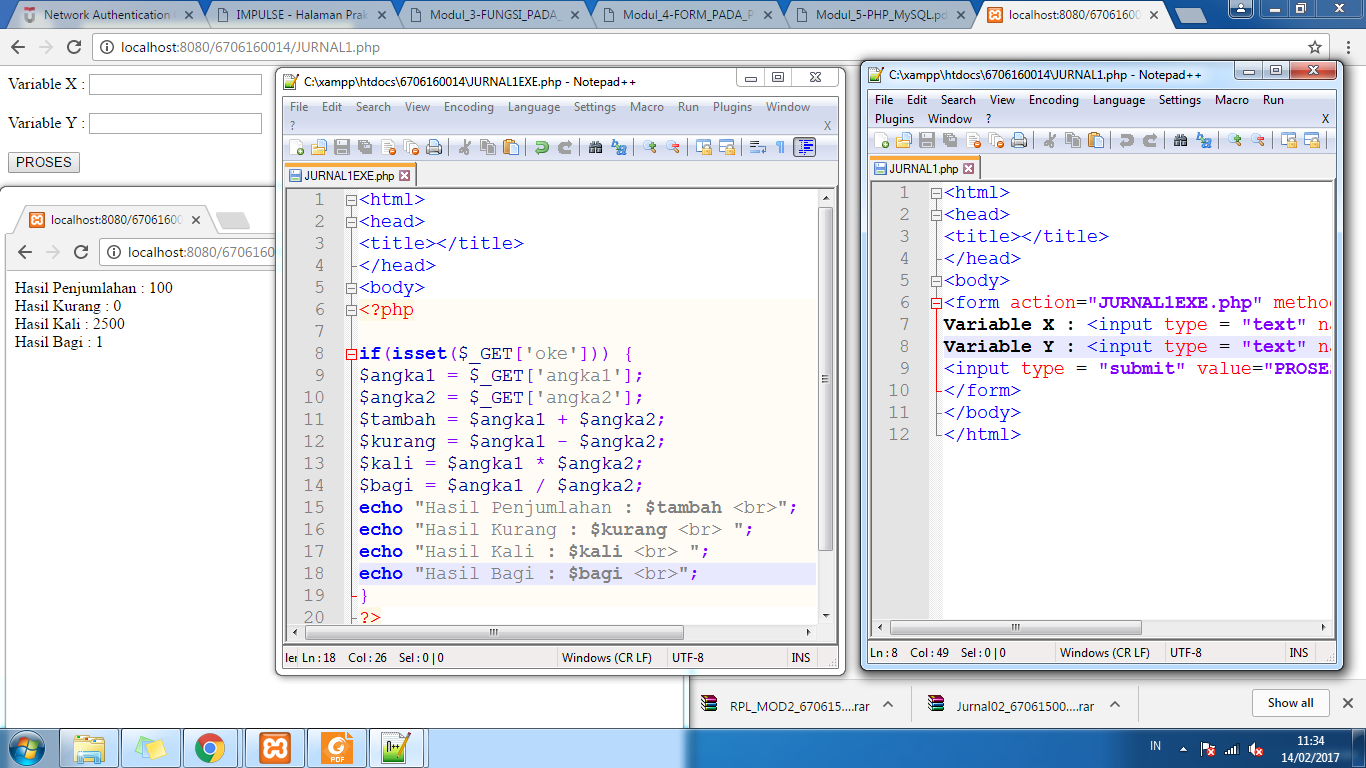 Network Authentication
IMPULSE - Halaman Prak
Modul_3-FUNGSI_PADA_
Modul_4-FORM_PADA_P
Modul_5-PHP_MySQL.pd
localhost:8080/67061600
localhost:8080/6706160014/JURNAL1.php
Variable X :
Variable Y :
PROSES
localhost:8080/67061600
localhost:8080/6706160
Hasil Penjumlahan : 100
Hasil Kurang : 0
Hasil Kali : 2500
Hasil Bagi : 1
C:\xampp\htdocs\6706160014\JURNAL1EXE.php - Notepad++
File Edit Search View Encoding Language Settings Macro Run Plugins Window
? X
JURNAL1EXE.php
1 <html>
2 <head>
3 <title></title>
4 </head>
5 <body>
6 <?php
7
8 if(isset($_GET['oke'])) {
9 $angka1 = $_GET['angka1'];
10 $angka2 = $_GET['angka2'];
11 $tambah = $angka1 + $angka2;
12 $kurang = $angka1 - $angka2;
13 $kali = $angka1 * $angka2;
14 $bagi = $angka1 / $angka2;
15 echo "Hasil Penjumlahan : $tambah <br>";
16 echo "Hasil Kurang : $kurang <br> ";
17 echo "Hasil Kali : $kali <br> ";
18 echo "Hasil Bagi : $bagi <br>";
19 }
20 ?>
Ln : 18 Col : 26 Sel : 0 | 0 Windows (CR LF) UTF-8 INS
C:\xampp\htdocs\6706160014\JURNAL1.php - Notepad++
File Edit Search View Encoding Language Settings Macro Run
Plugins Window ? X
JURNAL1.php
1 <html>
2 <head>
3 <title></title>
4 </head>
5 <body>
6 <form action="JURNAL1EXE.php" metho
7 Variable X : <input type = "text" na
8 Variable Y : <input type = "text" na
9 <input type = "submit" value="PROSE
10 </form>
11 </body>
12 </html>
Ln : 8 Col : 49 Sel : 0 | 0 Windows (CR LF) UTF-8 INS
RPL_MOD2_670615....rar
Jurnal02_67061500....rar
Show all
PDF
IN
11:34
14/02/2017